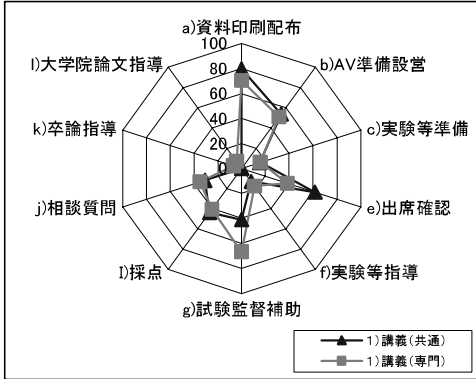 a)資料印刷配布
100
80
60
40
20
0
b)AV準備設営
c)実験等準備
e)出席確認
f)実験等指導
g)試験監督補助
I)採点
j)相談質問
k)卒論指導
l)大学院論文指導
1)講義(共通)
1)講義(専門)